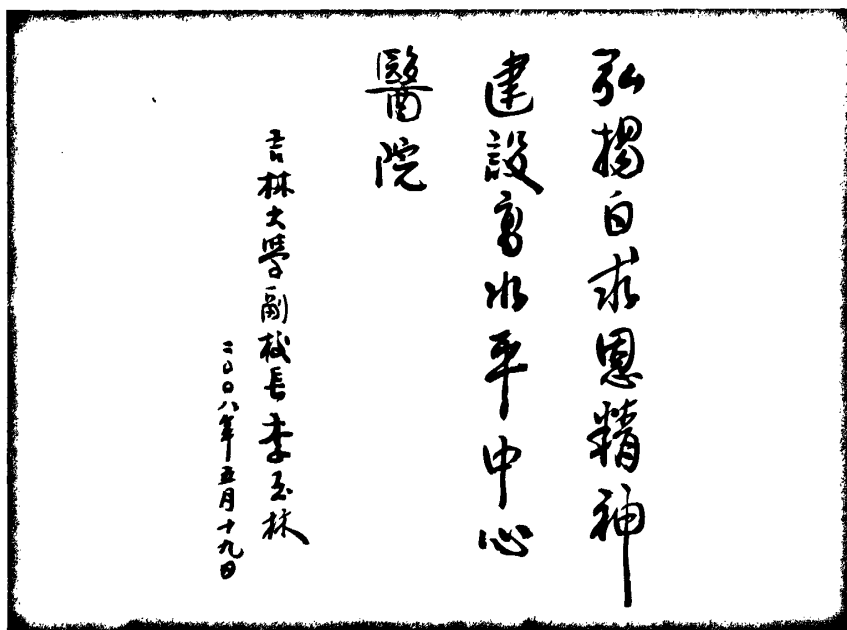 弘揚白求恩精神
建設高水平中心
醫院
吉林大學副校長李玉林
二〇〇八年五月十九日